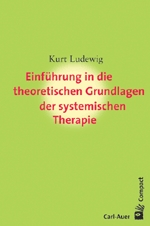 Kurt Ludewig
Einführung in die
theoretischen Grundlagen
der systemischen
Therapie
Carl-Auer
Compact